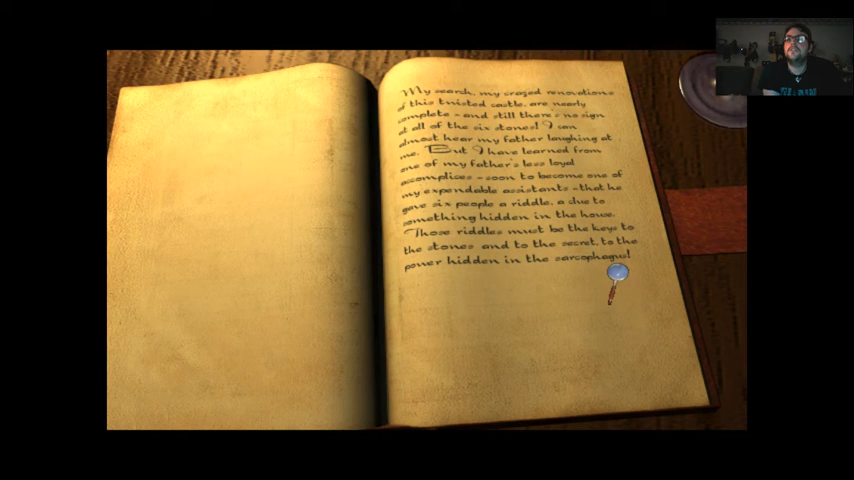 My search, my crazed renovations
of this twisted castle, are nearly
complete - and still there's no sign
at all of the six stones! I can
almost hear my father laughing at
me. But I have learned from
one of my father's less loyal
accomplices - soon to become one of
my expendable assistants - that he
gave six people a riddle, a clue to
something hidden in the house.
Those riddles must be the keys to
the stones and to the secret, to the
power hidden in the sarcophagus!